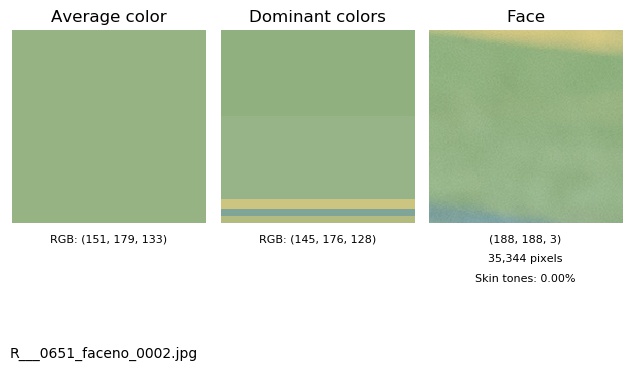 Average color
Dominant colors
Face
RGB: (151, 179, 133)
RGB: (145, 176, 128)
(188, 188, 3)
35,344 pixels
Skin tones: 0.00%
R___0651_faceno_0002.jpg